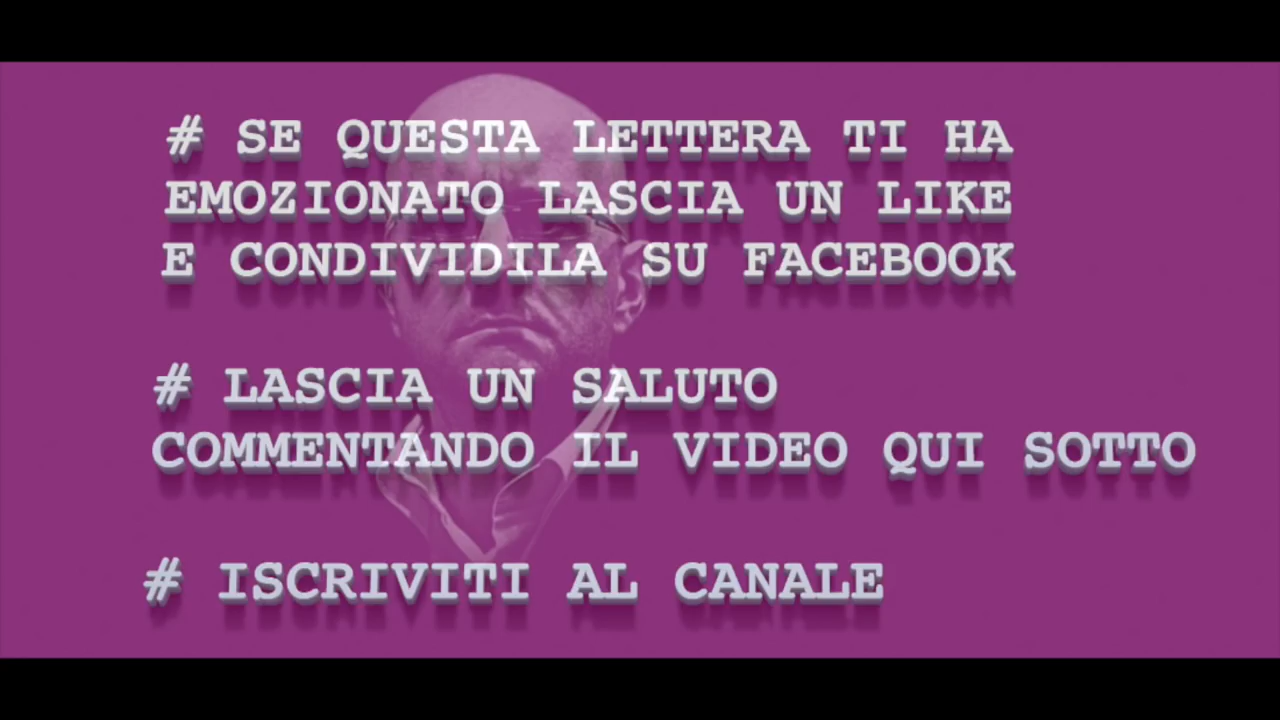 # SE QUESTA LETTERA TI HA
EMOZIONATO LASCIA UN LIKE
E CONDIVIDILA SU FACEBOOK
# LASCIA UN SALUTO
COMMENTANDO IL VIDEO QUI SOTTO
# ISCRIVITI AL CANALE